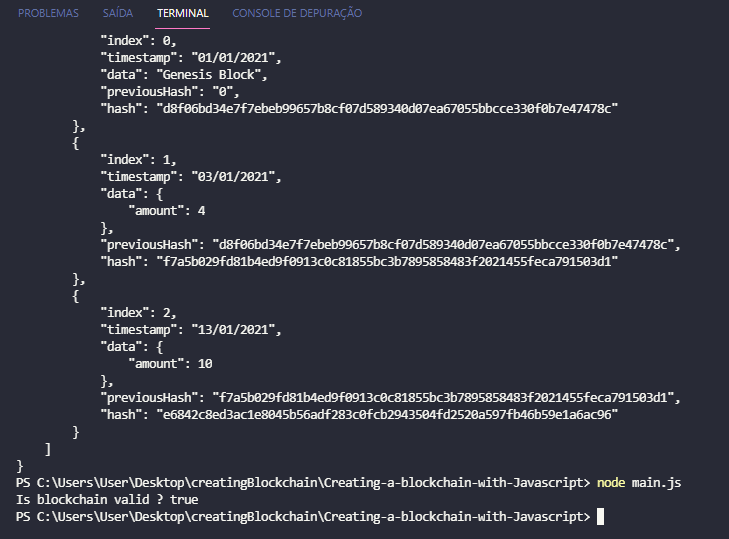 PROBLEMAS SAÍDA TERMINAL CONSOLE DE DEPURAÇÃO
"index": 0,
"timestamp": "01/01/2021",
"data": "Genesis Block",
"previousHash": "0",
"hash": "d8f06bd34e7f7ebeb99657b8cf07d589340d07ea67055bbcce330f0b7e47478c"
},
{
"index": 1,
"timestamp": "03/01/2021",
"data": {
"amount": 4
},
"previousHash": "d8f06bd34e7f7ebeb99657b8cf07d589340d07ea67055bbcce330f0b7e47478c",
"hash": "f7a5b029fd81b4ed9f0913c0c81855bc3b7895858483f2021455feca791503d1"
},
{
"index": 2,
"timestamp": "13/01/2021",
"data": {
"amount": 10
},
"previousHash": "f7a5b029fd81b4ed9f0913c0c81855bc3b7895858483f2021455feca791503d1",
"hash": "e6842c8ed3ac1e8045b56adf283c0fcb2943504fd2520a597fb46b59e1a6ac96"
}
]
}
PS C:\Users\User\Desktop\creatingBlockchain\Creating-a-blockchain-with-Javascript> node main.js
Is blockchain valid ? true
PS C:\Users\User\Desktop\creatingBlockchain\Creating-a-blockchain-with-Javascript>